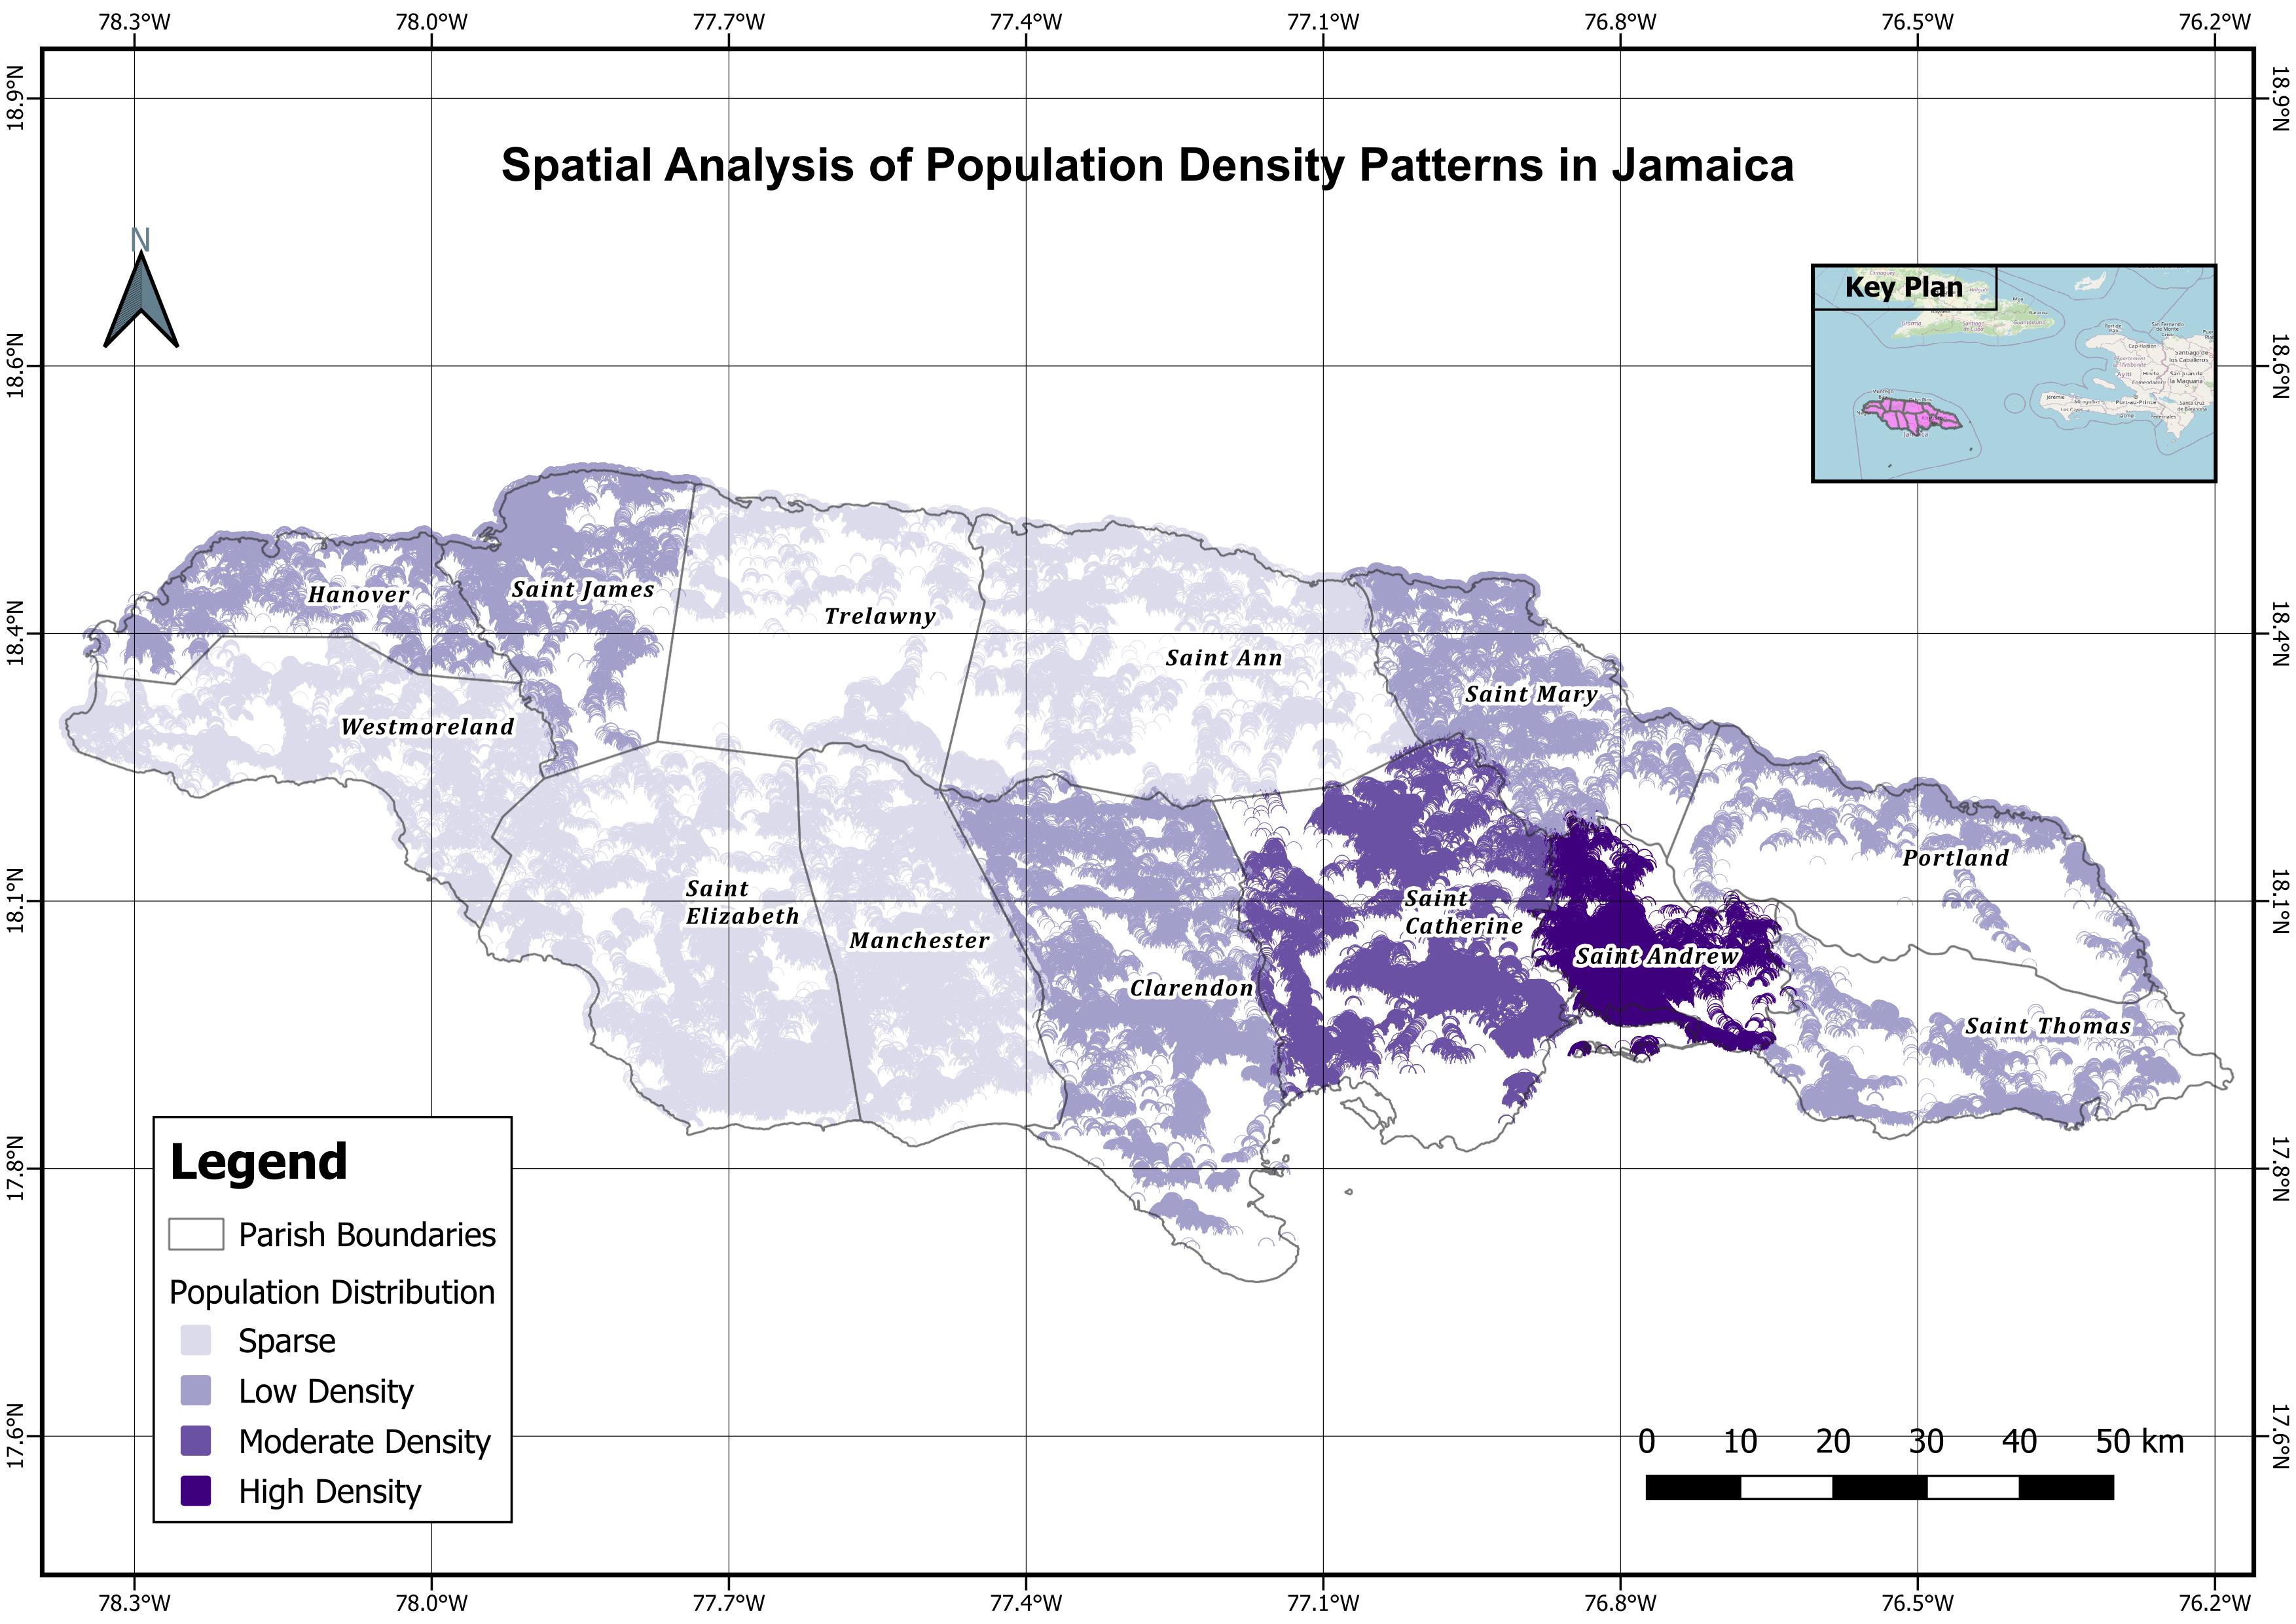 78.3°W 78.0°W 77.7°W 77.4°W 77.1°W 76.8°W 76.5°W 76.2°W
18.9°N 18.9°N
Spatial Analysis of Population Density Patterns in Jamaica
N
Key Plan
18.6°N 18.6°N
Hanover
Saint James
Trelawny
18.4°N 18.4°N
Saint Ann
Saint Mary
Westmoreland
Portland
Saint
Elizabeth
Saint
Catherine
18.1°N 18.1°N
Manchester
Saint Andrew
Clarendon
Saint Thomas
17.8°N 17.8°N
Legend
Parish Boundaries
Population Distribution
Sparse
Low Density
Moderate Density
High Density
17.6°N 17.6°N
0 10 20 30 40 50 km
78.3°W 78.0°W 77.7°W 77.4°W 77.1°W 76.8°W 76.5°W 76.2°W